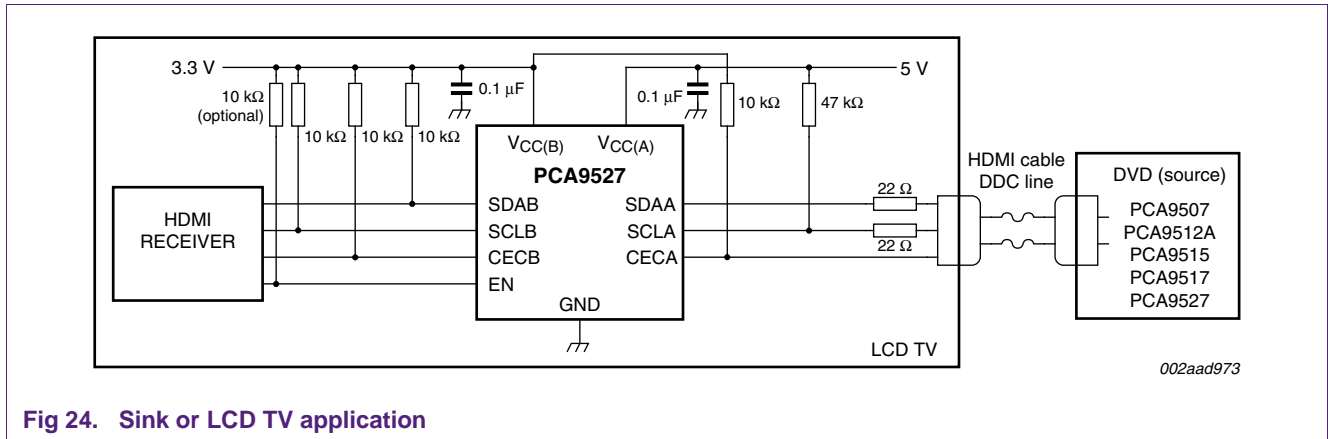 3.3 V
5 V
10 kΩ
(optional)
0.1 μF
0.1 μF
10 kΩ
47 kΩ
10 kΩ
10 kΩ
10 kΩ
VCC(B)
VCC(A)
PCA9527
HDMI
RECEIVER
SDAB
SCLB
CECB
EN
SDAA
SCLA
CECA
GND
22 Ω
22 Ω
HDMI cable
DDC line
DVD (source)
PCA9507
PCA9512A
PCA9515
PCA9517
PCA9527
LCD TV
002aad973
Fig 24. Sink or LCD TV application